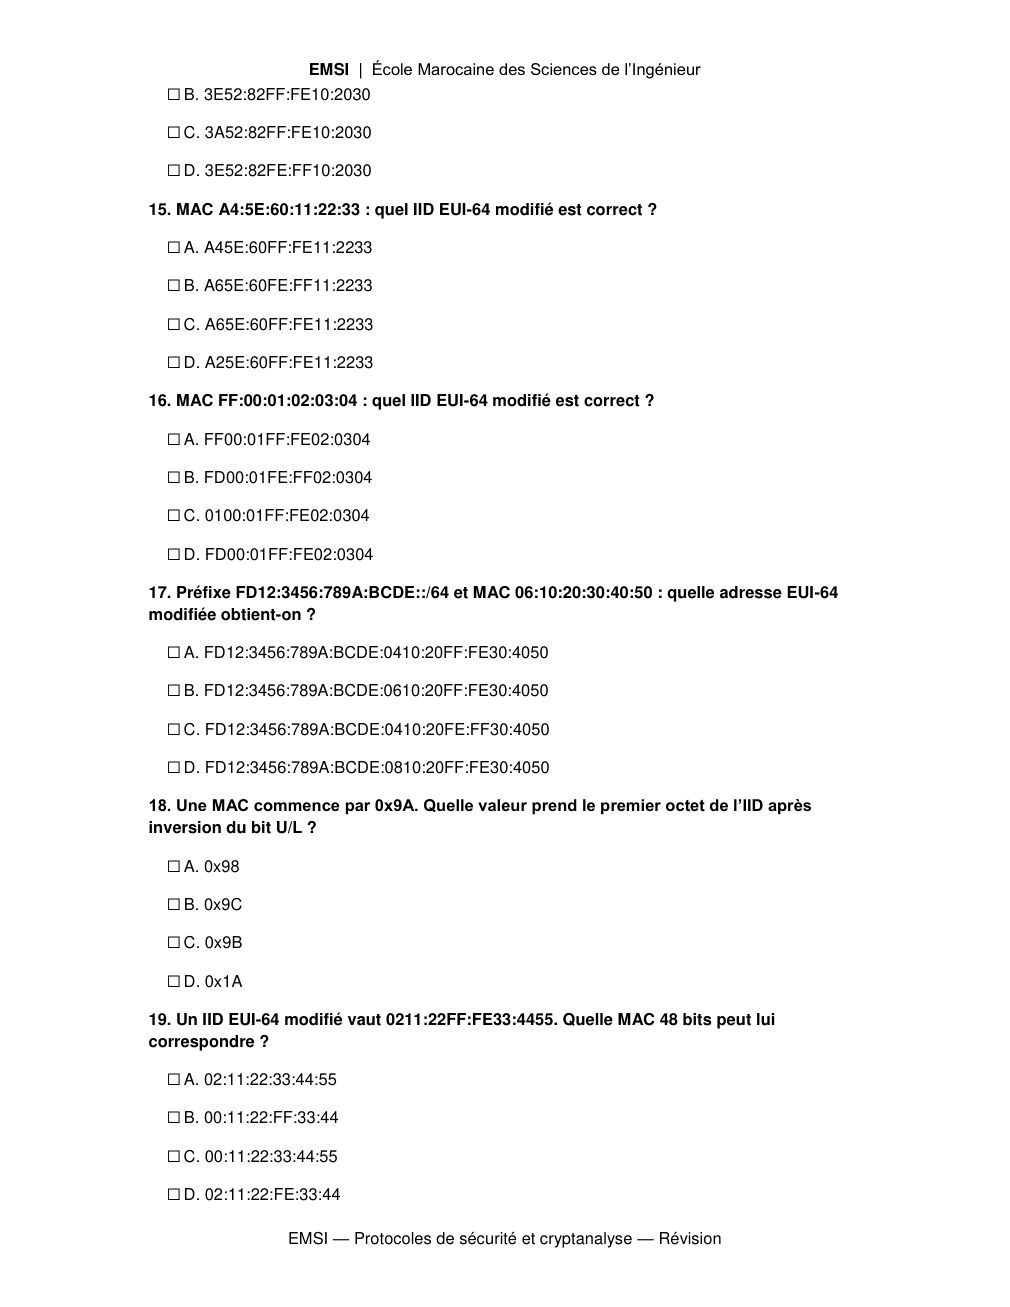 EMSI | École Marocaine des Sciences de l’Ingénieur
☐ B. 3E52:82FF:FE10:2030
☐ C. 3A52:82FF:FE10:2030
☐ D. 3E52:82FE:FF10:2030
15. MAC A4:5E:60:11:22:33 : quel IID EUI-64 modifié est correct ?
☐ A. A45E:60FF:FE11:2233
☐ B. A65E:60FE:FF11:2233
☐ C. A65E:60FF:FE11:2233
☐ D. A25E:60FF:FE11:2233
16. MAC FF:00:01:02:03:04 : quel IID EUI-64 modifié est correct ?
☐ A. FF00:01FF:FE02:0304
☐ B. FD00:01FE:FF02:0304
☐ C. 0100:01FF:FE02:0304
☐ D. FD00:01FF:FE02:0304
17. Préfixe FD12:3456:789A:BCDE::/64 et MAC 06:10:20:30:40:50 : quelle adresse EUI-64
modifiée obtient-on ?
☐ A. FD12:3456:789A:BCDE:0410:20FF:FE30:4050
☐ B. FD12:3456:789A:BCDE:0610:20FF:FE30:4050
☐ C. FD12:3456:789A:BCDE:0410:20FE:FF30:4050
☐ D. FD12:3456:789A:BCDE:0810:20FF:FE30:4050
18. Une MAC commence par 0x9A. Quelle valeur prend le premier octet de l’IID après
inversion du bit U/L ?
☐ A. 0x98
☐ B. 0x9C
☐ C. 0x9B
☐ D. 0x1A
19. Un IID EUI-64 modifié vaut 0211:22FF:FE33:4455. Quelle MAC 48 bits peut lui
correspondre ?
☐ A. 02:11:22:33:44:55
☐ B. 00:11:22:FF:33:44
☐ C. 00:11:22:33:44:55
☐ D. 02:11:22:FE:33:44
EMSI — Protocoles de sécurité et cryptanalyse — Révision